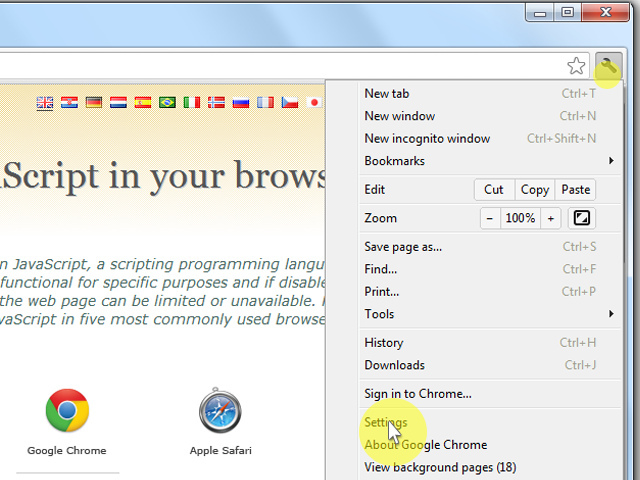 New tab Ctrl+T
New window Ctrl+N
New incognito window Ctrl+Shift+N
Bookmarks
Edit Cut Copy Paste
Zoom − 100% +
Save page as... Ctrl+S
Find... Ctrl+F
Print... Ctrl+P
Tools
History Ctrl+H
Downloads Ctrl+J
Sign in to Chrome...
Settings
About Google Chrome
View background pages (18)
Script in your brows
n JavaScript, a scripting programming langu
functional for specific purposes and if disable
the web page can be limited or unavailable.
vaScript in five most commonly used browse
Google Chrome
Apple Safari